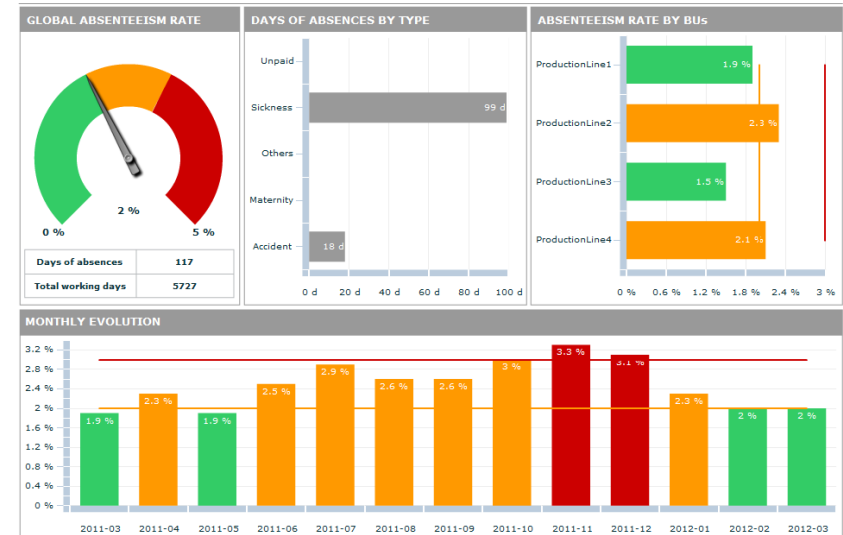 GLOBAL ABSENTEEISM RATE
2 %
0 %
5 %
Days of absences 117
Total working days 5727
DAYS OF ABSENCES BY TYPE
Unpaid
Sickness 99 d
Others
Maternity
Accident 18 d
0 d 20 d 40 d 60 d 80 d 100 d
ABSENTEEISM RATE BY BUs
ProductionLine1 1.9 %
ProductionLine2 2.3 %
ProductionLine3 1.5 %
ProductionLine4 2.1 %
0 % 0.6 % 1.2 % 1.8 % 2.4 % 3 %
MONTHLY EVOLUTION
3.2 %
2.8 %
2.4 %
2 %
1.6 %
1.2 %
0.8 %
0.4 %
0 %
1.9 % 2.3 % 1.9 % 2.5 % 2.9 % 2.6 % 2.6 % 3 % 3.3 % 3.1 % 2.3 % 2 % 2 %
2011-03 2011-04 2011-05 2011-06 2011-07 2011-08 2011-09 2011-10 2011-11 2011-12 2012-01 2012-02 2012-03